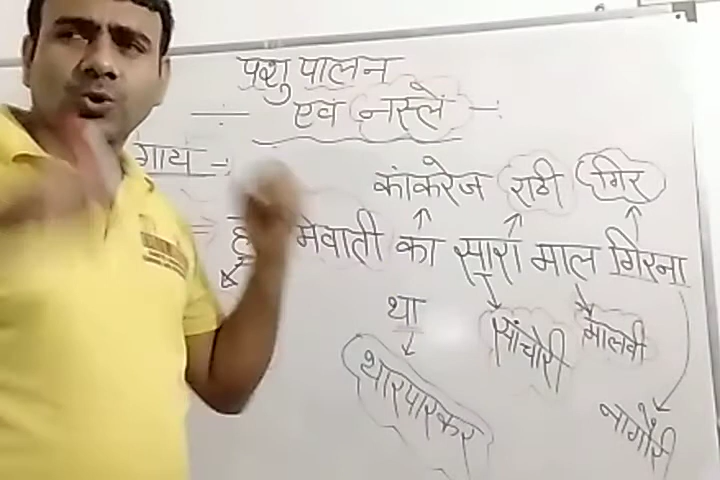 पशु पालन
एवं नस्लें
गाय
कांकरेज राठी गिर
मेवाती का सारा माल गिरना
था
सांचोरी मालवी
थारपारकर
नागौरी